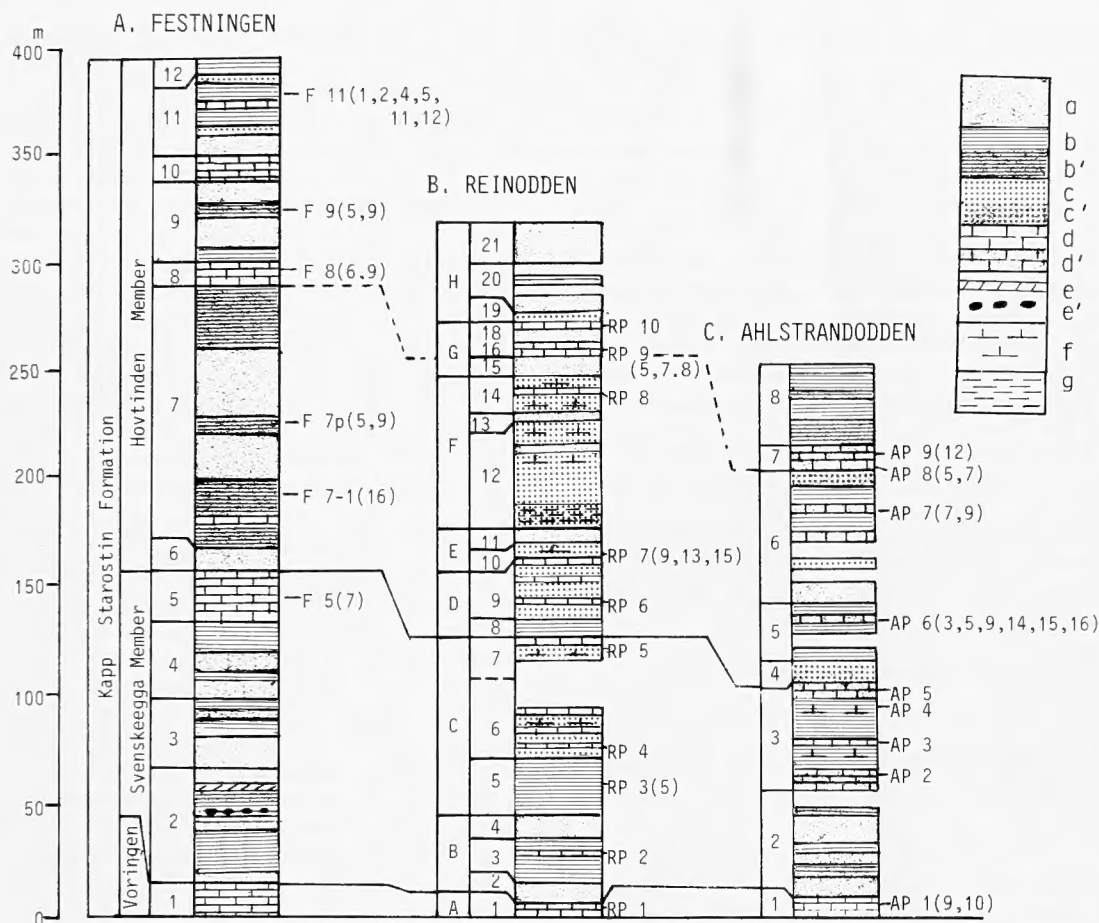 A. FESTNINGEN
m
400
350
300
250
200
150
100
50
0
Kapp Starostin Formation
Voringen
Svenskeegga Member
Hovtinden Member
12
11
10
9
8
7
6
5
4
3
2
1
F 11(1,2,4,5,
11,12)
F 9(5,9)
F 8(6,9)
F 7p(5,9)
F 7-1(16)
F 5(7)
B. REINODDEN
H
G
F
E
D
C
B
A
21
20
19
18
16
15
14
13
12
11
10
9
8
7
6
5
4
3
2
1
RP 10
RP 9
(5,7.8)
RP 8
RP 7(9,13,15)
RP 6
RP 5
RP 4
RP 3(5)
RP 2
RP 1
C. AHLSTRANDODDEN
8
7
6
5
4
3
2
1
AP 9(12)
AP 8(5,7)
AP 7(7,9)
AP 6(3,5,9,14,15,16)
AP 5
AP 4
AP 3
AP 2
AP 1(9,10)
a
b
b'
c
c'
d
d'
e
e'
f
g